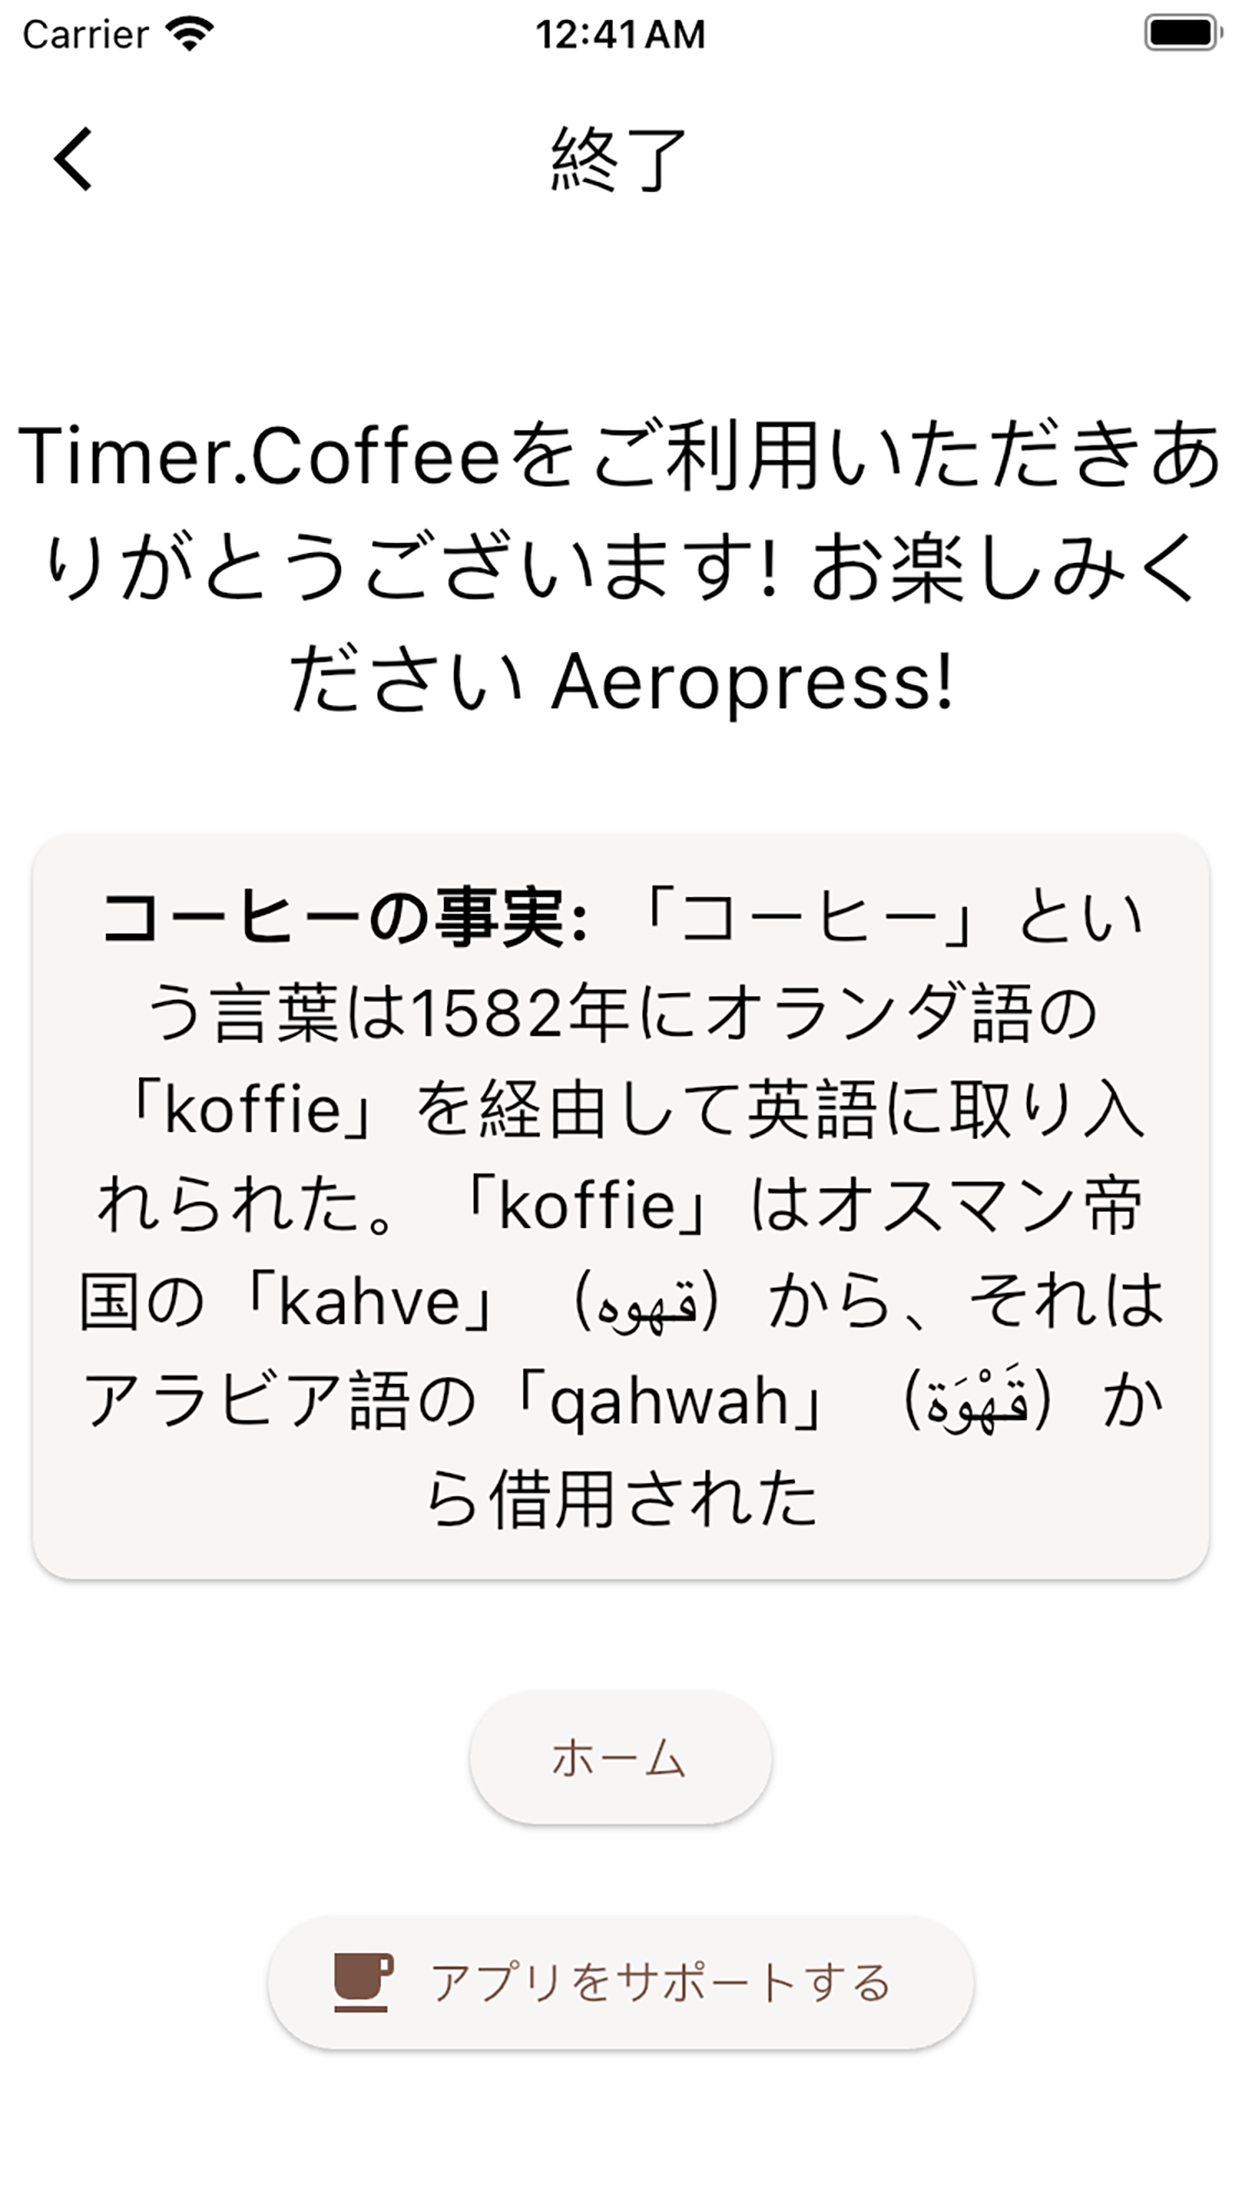 Carrier 12:41 AM
終了
Timer.Coffeeをご利用いただきあ
りがとうございます! お楽しみく
ださい Aeropress!
コーヒーの事実: 「コーヒー」とい
う言葉は1582年にオランダ語の
「koffie」を経由して英語に取り入
れられた。「koffie」はオスマン帝
国の「kahve」（قهوه）から、それは
アラビア語の「qahwah」（قَهْوَة）か
ら借用された
ホーム
アプリをサポートする